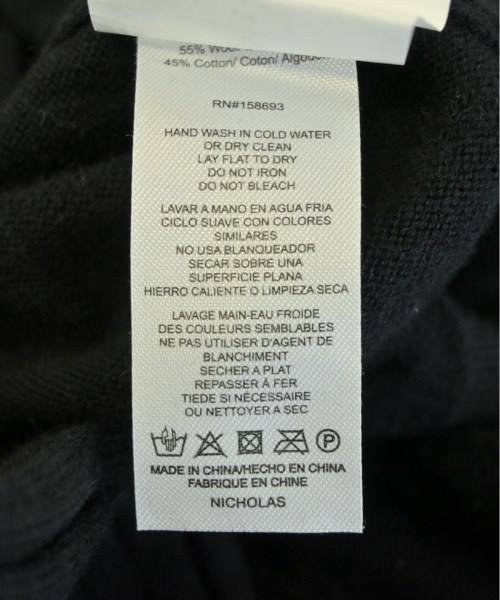 55% Wool
45% Cotton/ Coton/ Algodon
RN#158693
HAND WASH IN COLD WATER
OR DRY CLEAN
LAY FLAT TO DRY
DO NOT IRON
DO NOT BLEACH
LAVAR A MANO EN AGUA FRIA
CICLO SUAVE CON COLORES
SIMILARES
NO USA BLANQUEADOR
SECAR SOBRE UNA
SUPERFICIE PLANA
HIERRO CALIENTE O LIMPIEZA SECA
LAVAGE MAIN-EAU FROIDE
DES COULEURS SEMBLABLES
NE PAS UTILISER D'AGENT DE
BLANCHIMENT
SECHER A PLAT
REPASSER À FER
TIEDE SI NÉCESSAIRE
OU NETTOYER A SEC
P
MADE IN CHINA/HECHO EN CHINA
FABRIQUE EN CHINE
NICHOLAS